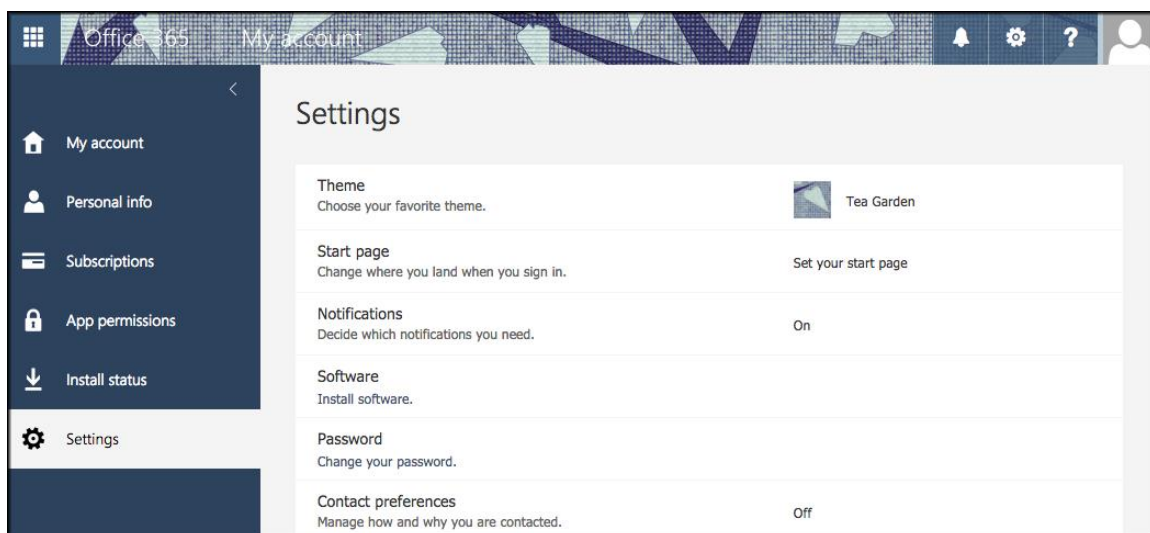 Office 365 My account
Settings
My account
Personal info
Subscriptions
App permissions
Install status
Settings
Theme
Choose your favorite theme.
Tea Garden
Start page
Change where you land when you sign in.
Set your start page
Notifications
Decide which notifications you need.
On
Software
Install software.
Password
Change your password.
Contact preferences
Manage how and why you are contacted.
Off